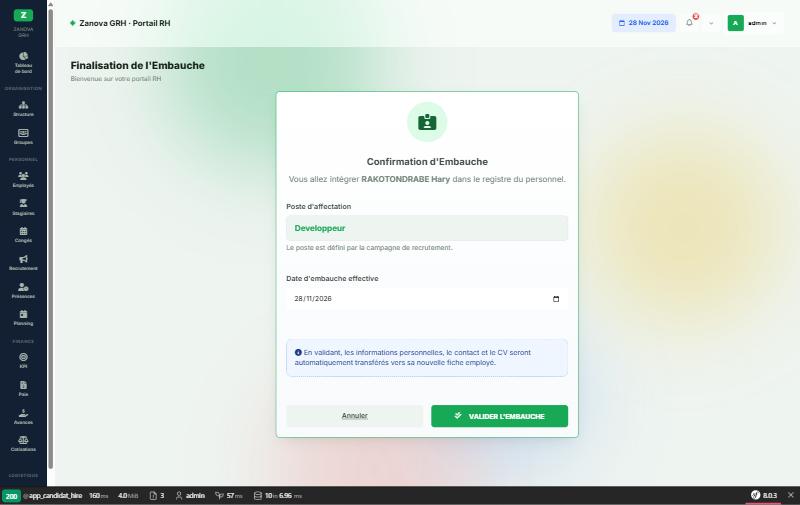 Z
ZANOVA
GRH
Tableau
de bord
ORGANISATION
Structure
Groupes
PERSONNEL
Employés
Stagiaires
Congés
Recrutement
Présences
Planning
FINANCE
KPI
Paie
Avances
Cotisations
LOGISTIQUE
Zanova GRH · Portail RH
28 Nov 2026
A
admin
Finalisation de l'Embauche
Bienvenue sur votre portail RH
Confirmation d'Embauche
Vous allez intégrer RAKOTONDRABE Hary dans le registre du personnel.
Poste d'affectation
Developpeur
Le poste est défini par la campagne de recrutement.
Date d'embauche effective
28/11/2026
En validant, les informations personnelles, le contact et le CV seront
automatiquement transférés vers sa nouvelle fiche employé.
Annuler
VALIDER L'EMBAUCHE
200 @app_candidat_hire 160 ms 4.0 MiB 3 admin 57 ms 10 in 6.96 ms 8.0.3